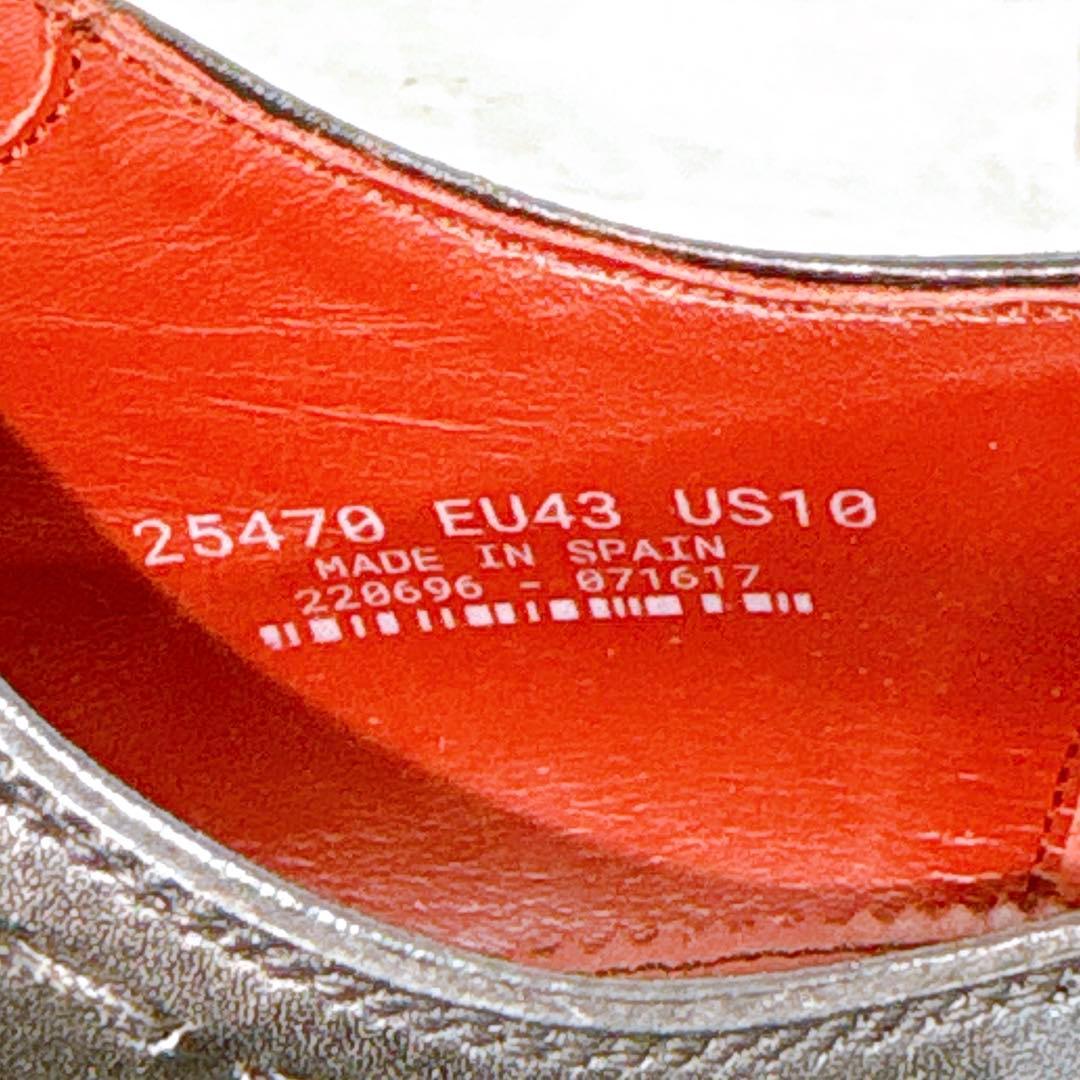 25470 EU43 US10
MADE IN SPAIN
220696 - 071617